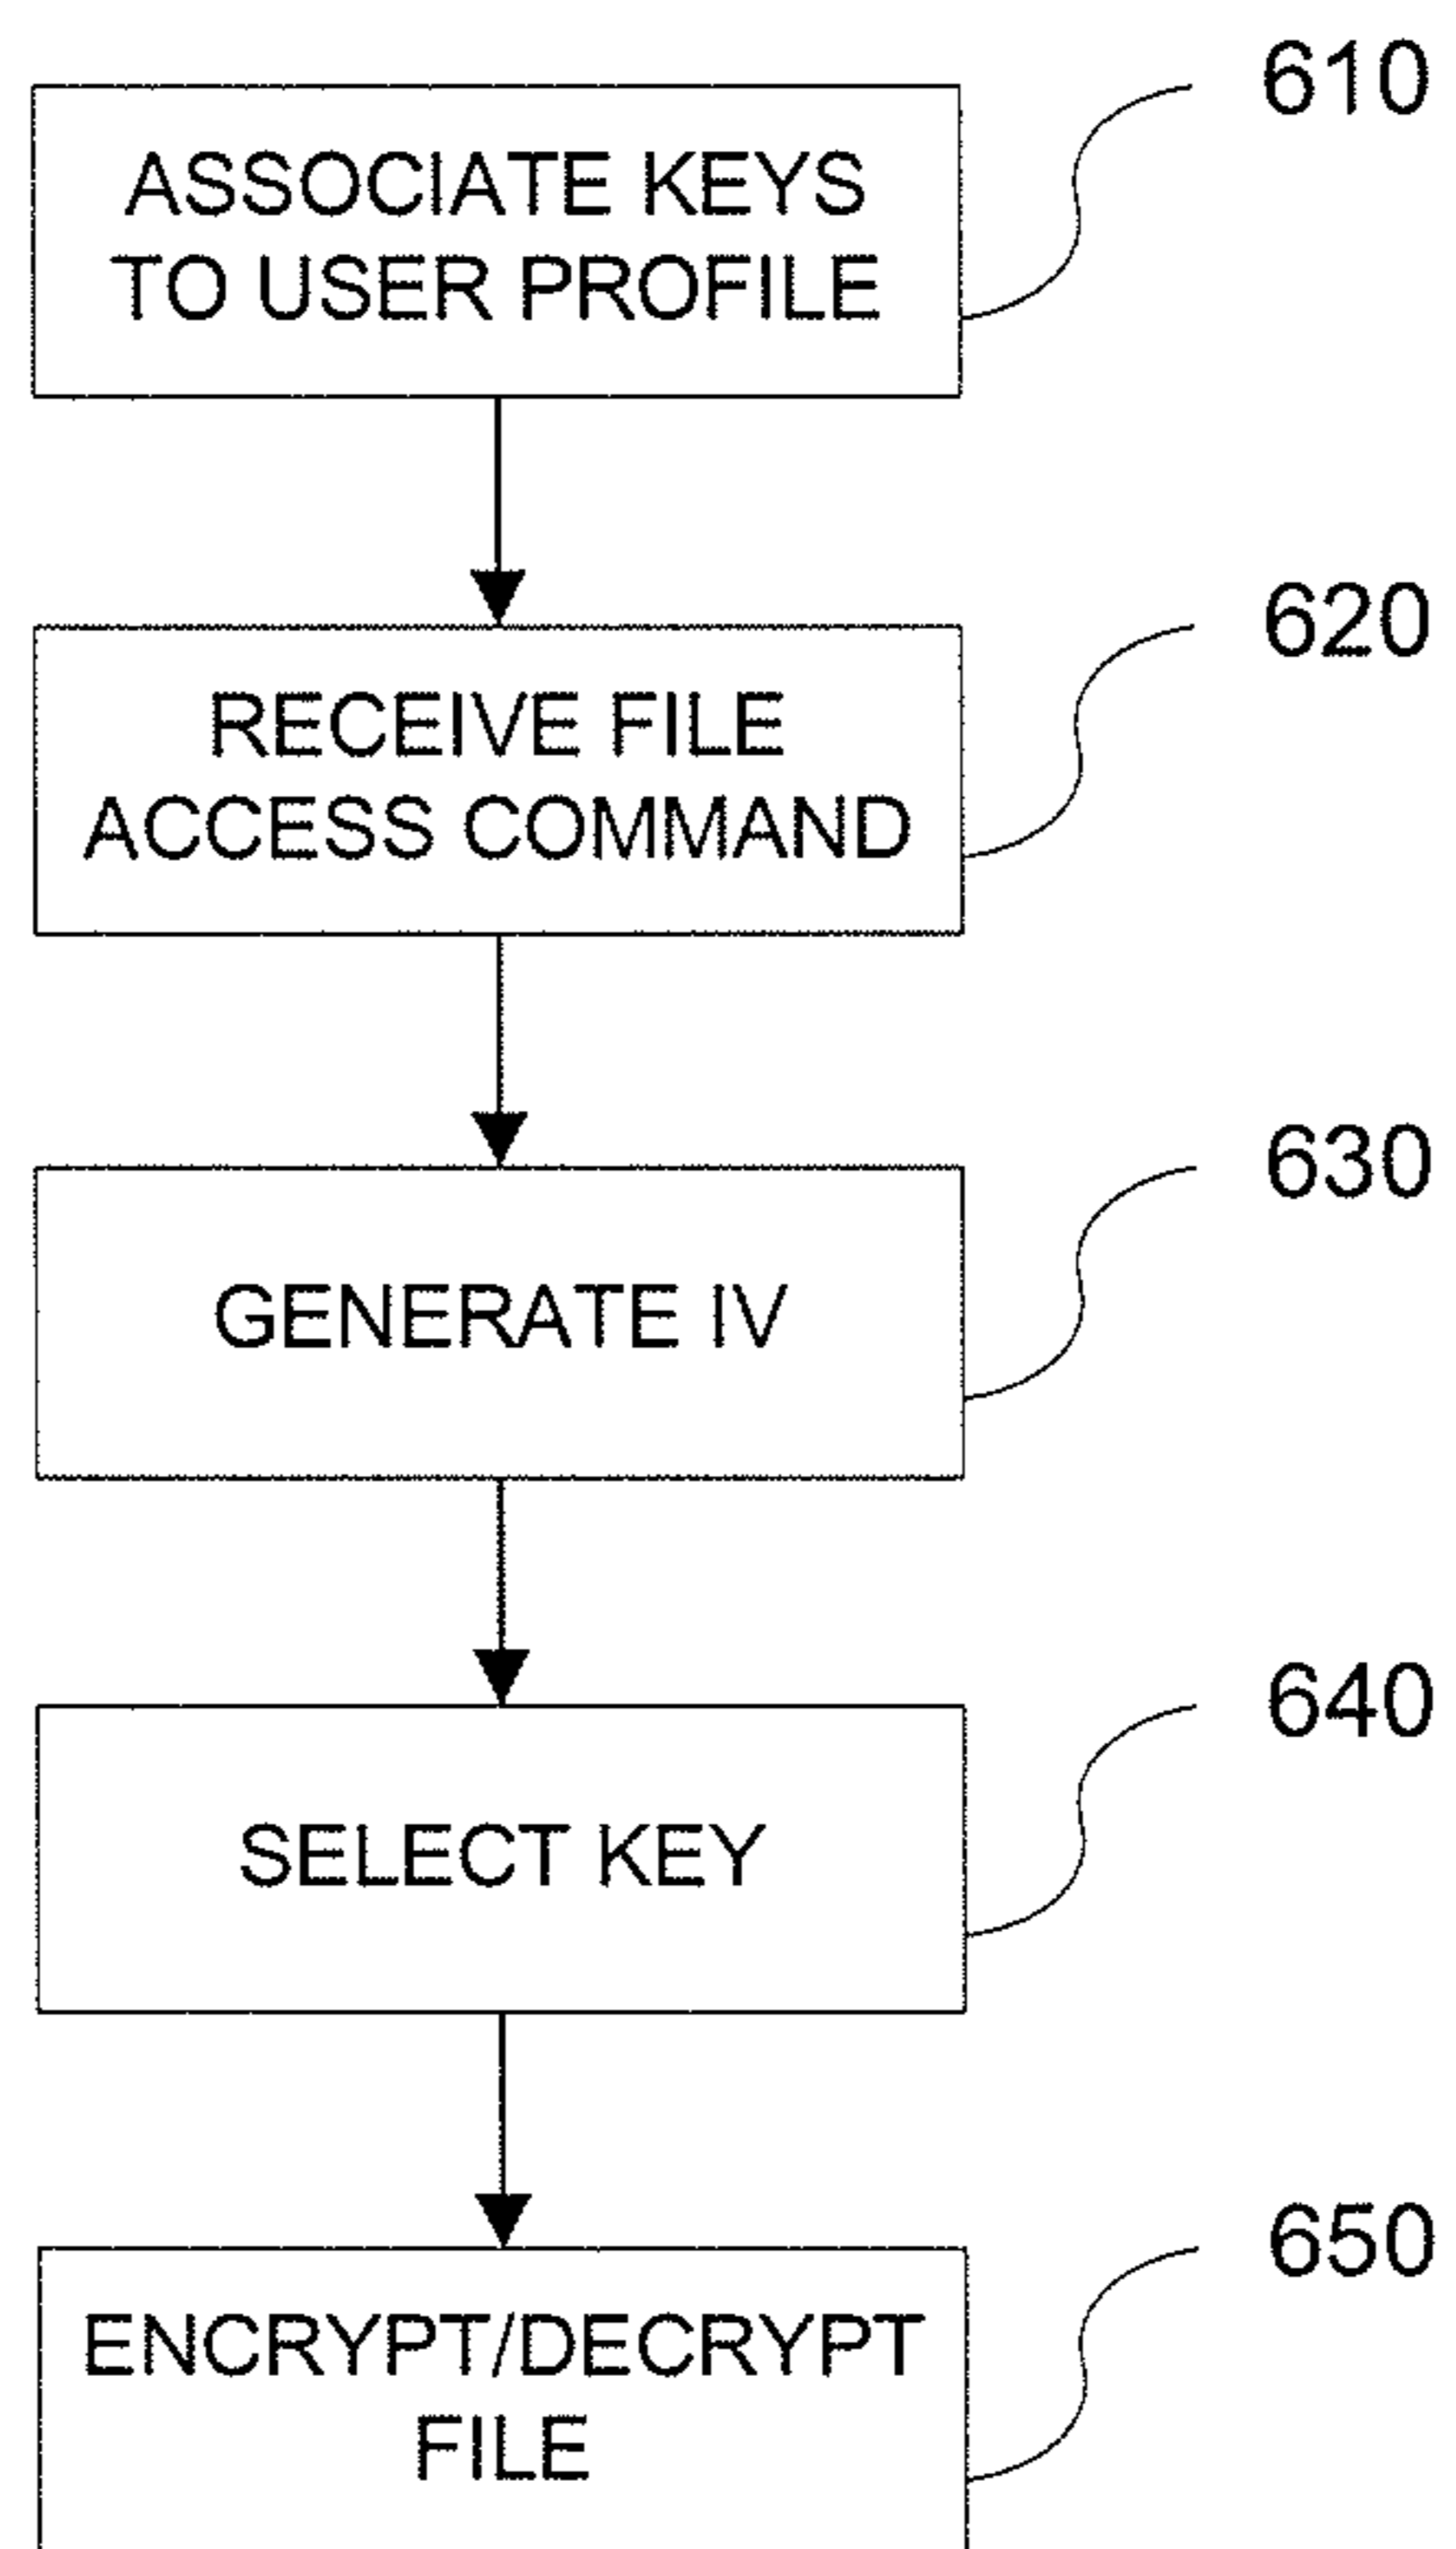 610
ASSOCIATE KEYS
TO USER PROFILE
620
RECEIVE FILE
ACCESS COMMAND
630
GENERATE IV
640
SELECT KEY
650
ENCRYPT/DECRYPT
FILE